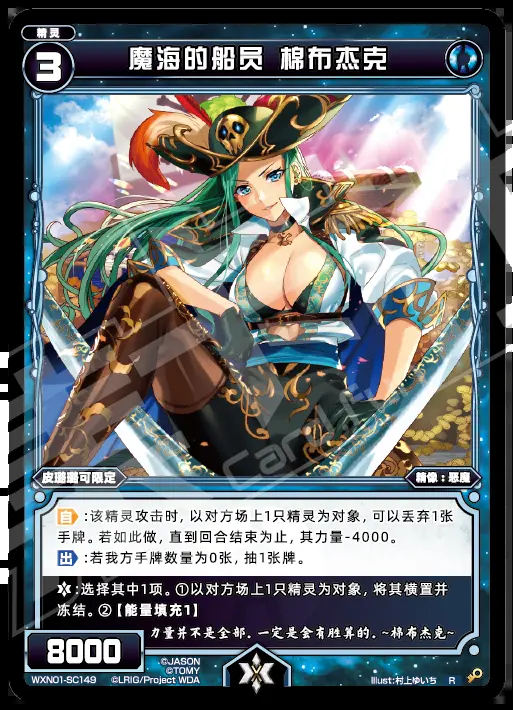 精灵
3
魔海的船员 棉布杰克
皮璐璐可限定
精像：恶魔
自：该精灵攻击时，以对方场上1只精灵为对象，可以丢弃1张
手牌。若如此做，直到回合结束为止，其力量-4000。
出：若我方手牌数量为0张，抽1张牌。
：选择其中1项。①以对方场上1只精灵为对象，将其横置并
冻结。②【能量填充1】
力量并不是全部。一定是会有胜算的。~棉布杰克~
8000
©JASON
©TOMY
WXN01-SC149 ©LRIG/Project WDA
Illust:村上ゆいち R